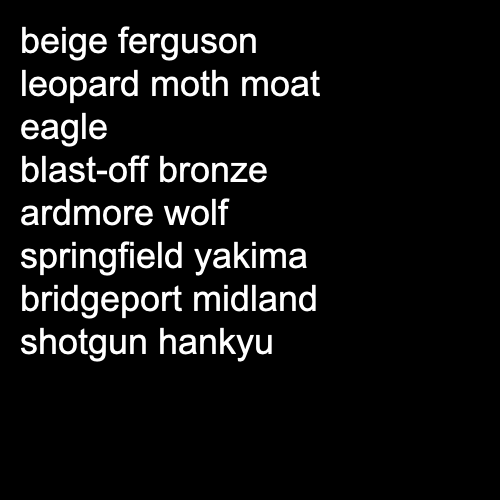 beige ferguson
leopard moth moat
eagle
blast-off bronze
ardmore wolf
springfield yakima
bridgeport midland
shotgun hankyu